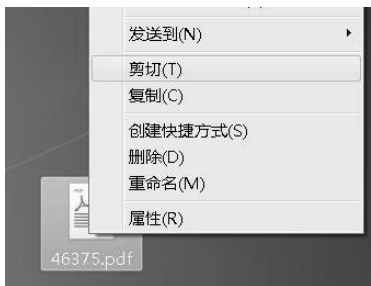 发送到(N)
剪切(T)
复制(C)
创建快捷方式(S)
删除(D)
重命名(M)
属性(R)
46375.pdf